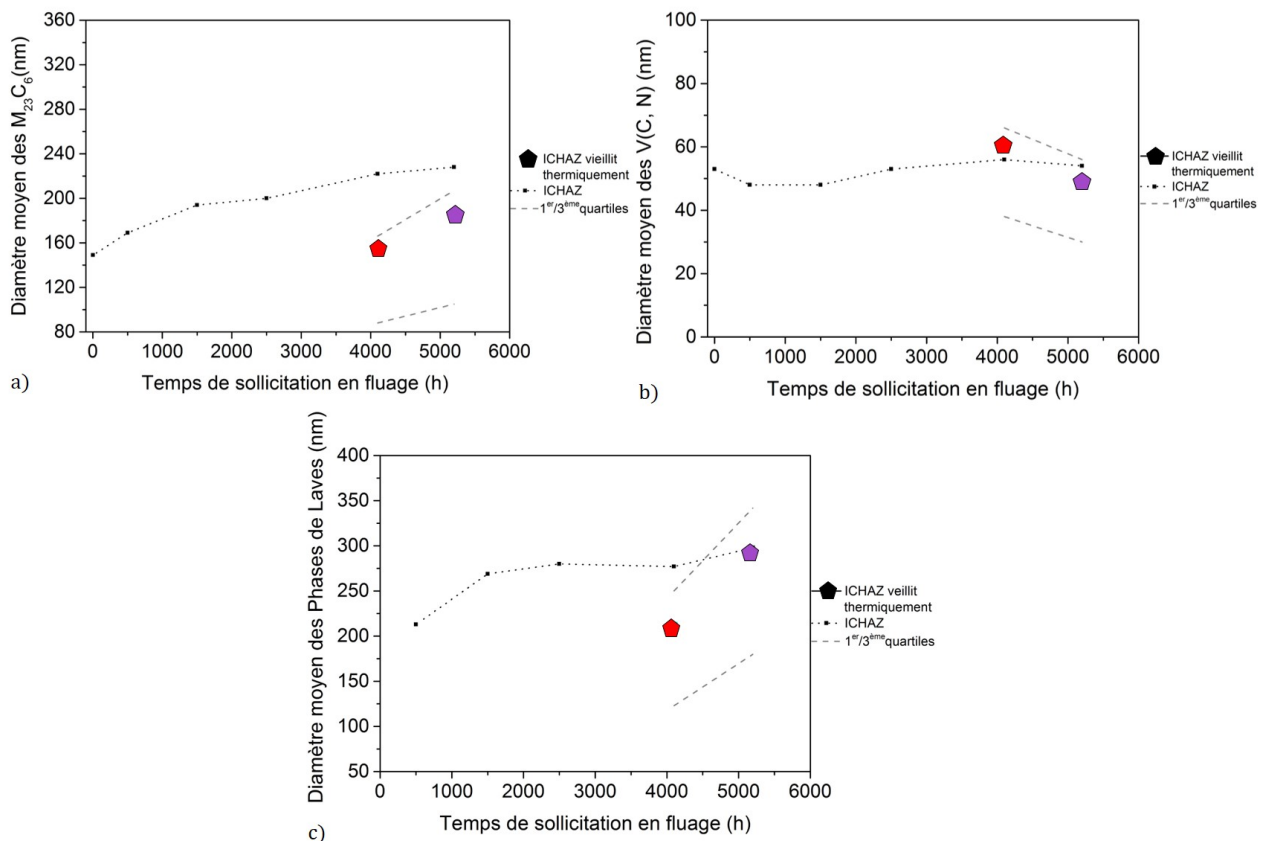 Diamètre moyen des M23C6(nm)
360
320
280
240
200
160
120
80
0
1000
2000
3000
4000
5000
6000
Temps de sollicitation en fluage (h)
ICHAZ vieillit
thermiquement
ICHAZ
1er/3ème quartiles
a)
Diamètre moyen des V(C, N) (nm)
100
80
60
40
20
0
0
1000
2000
3000
4000
5000
6000
Temps de sollicitation en fluage (h)
ICHAZ vieillit
thermiquement
ICHAZ
1er/3ème quartiles
b)
Diamètre moyen des Phases de Laves (nm)
400
350
300
250
200
150
100
50
0
1000
2000
3000
4000
5000
6000
Temps de sollicitation en fluage (h)
ICHAZ veillit
thermiquement
ICHAZ
1er/3ème quartiles
c)